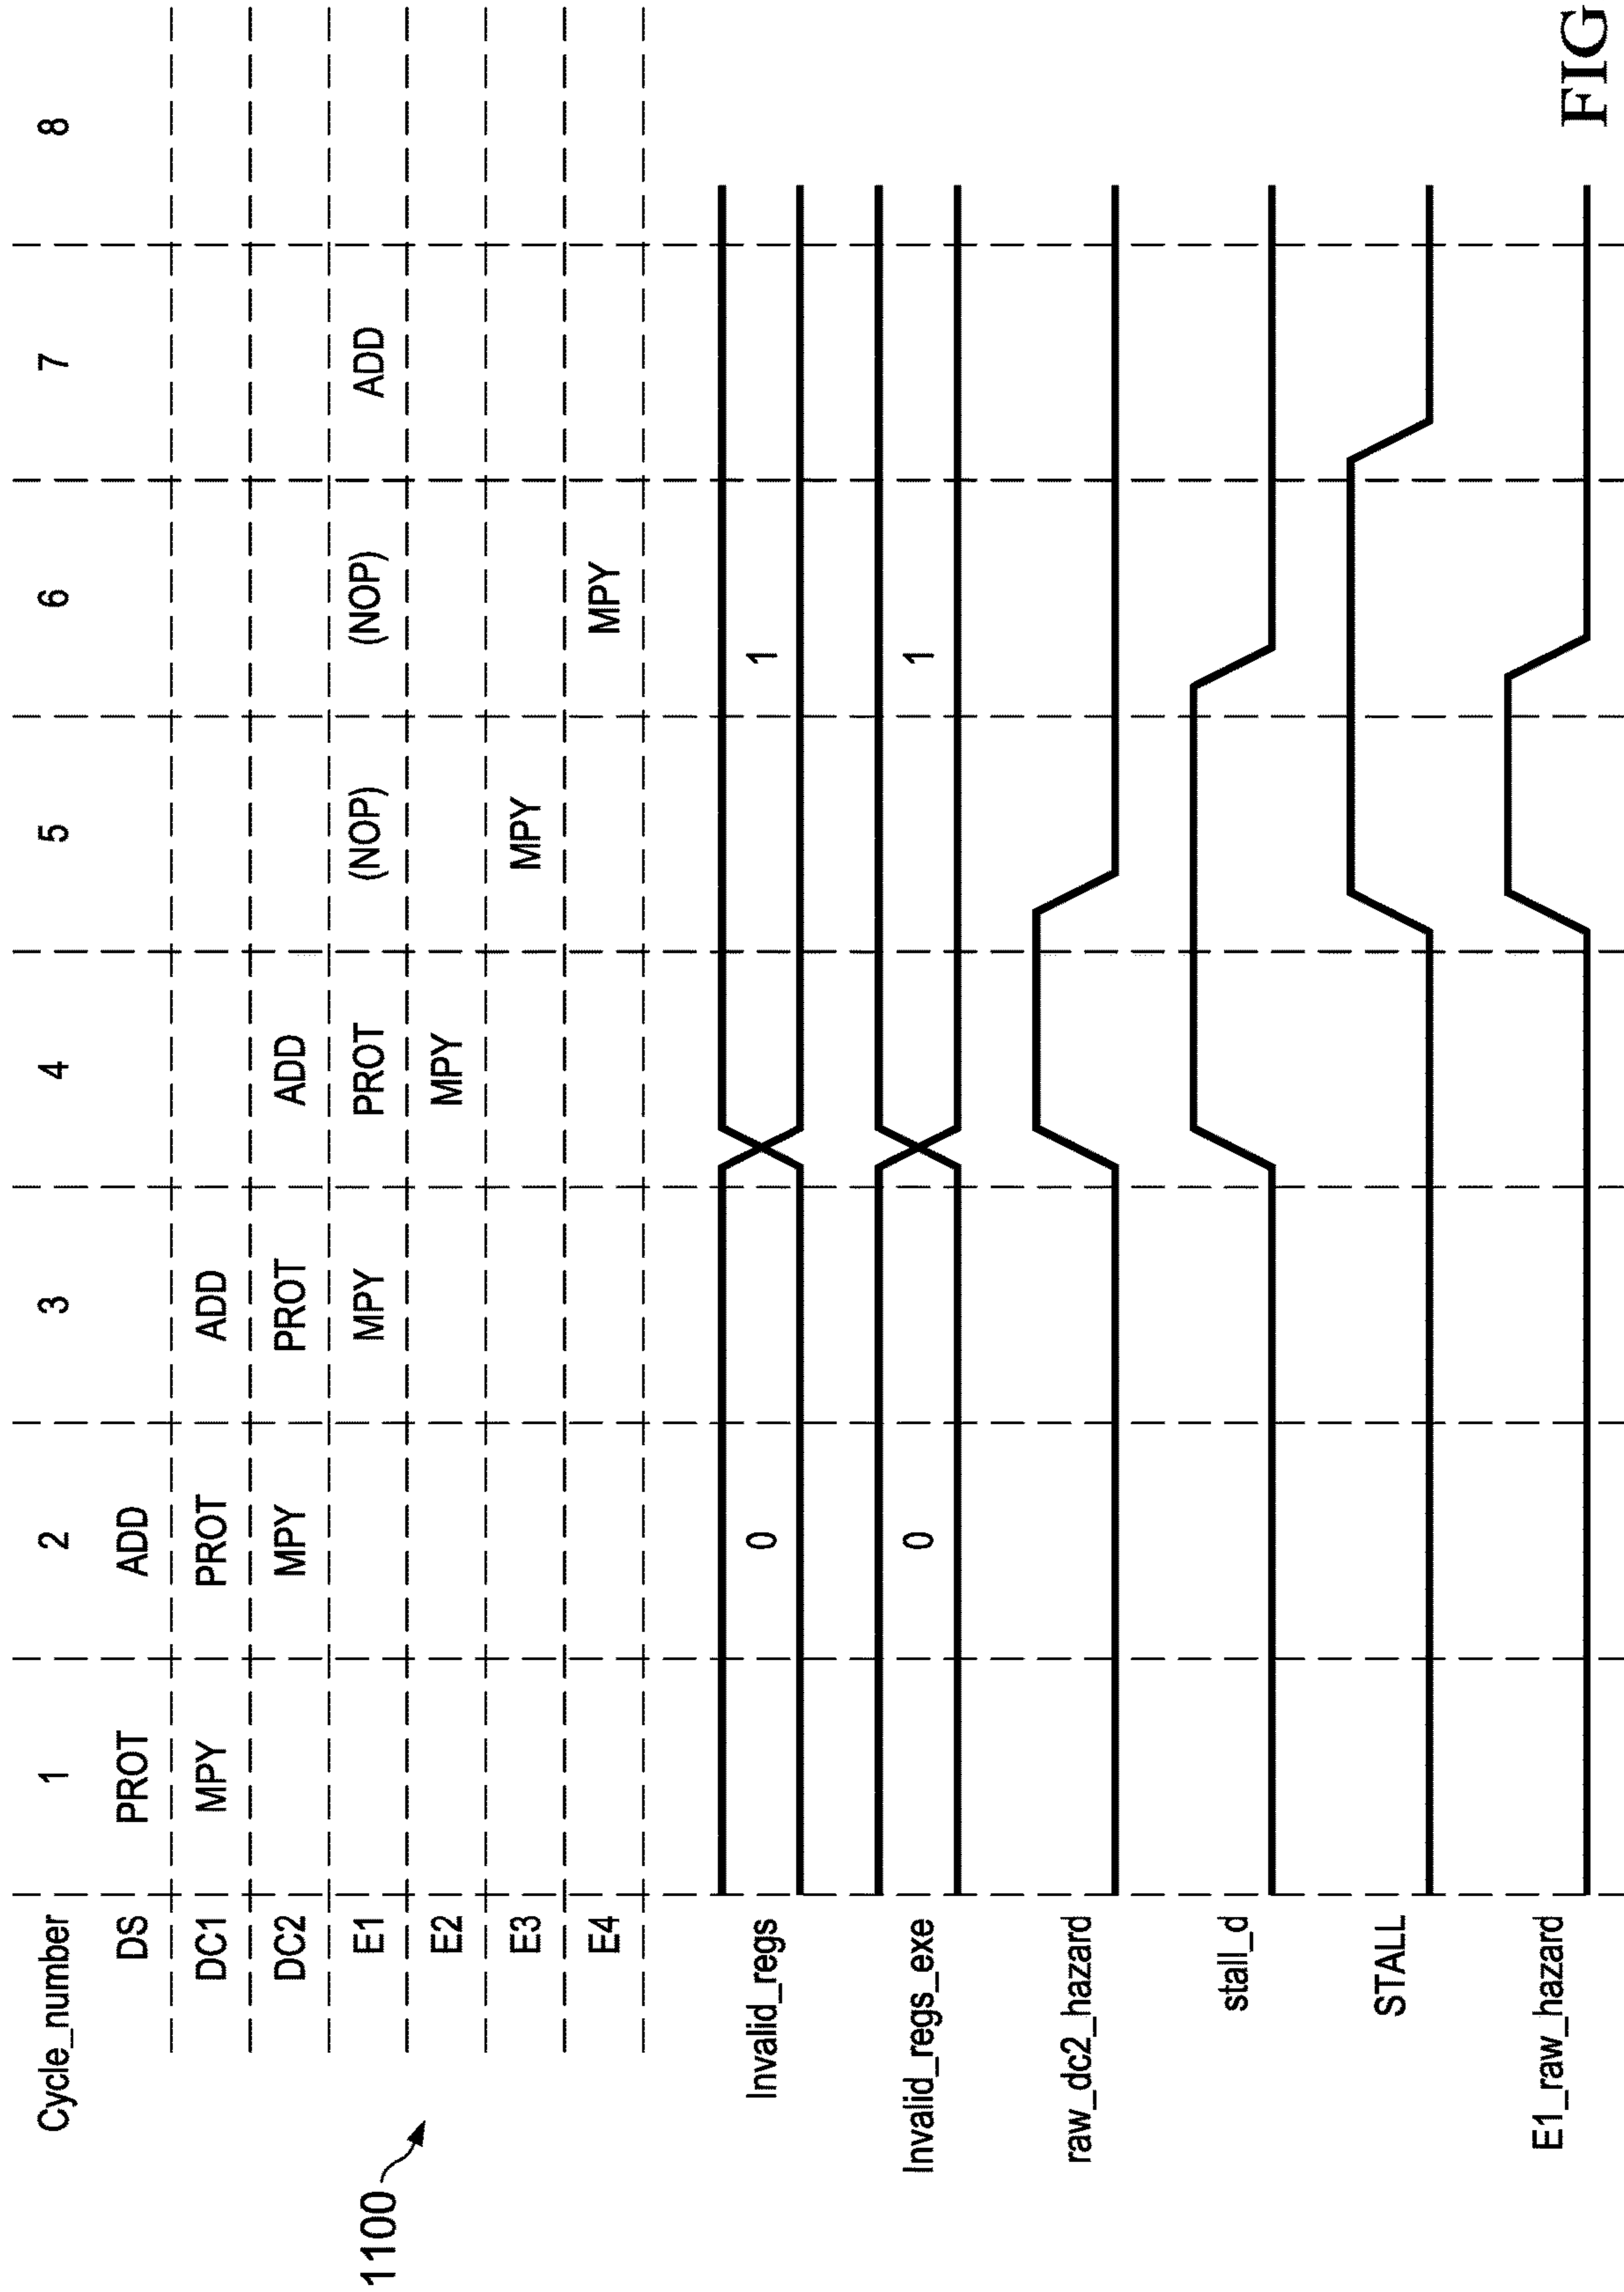 Cycle_number 1 2 3 4 5 6 7 8
DS PROT ADD
DC1 MPY PROT ADD
DC2 MPY PROT ADD
E1 MPY PROT (NOP) (NOP) ADD
E2 MPY
E3 MPY
E4 MPY
1100
Invalid_regs 0 1
Invalid_regs_exe 0 1
raw_dc2_hazard
stall_d
STALL
E1_raw_hazard
FIG